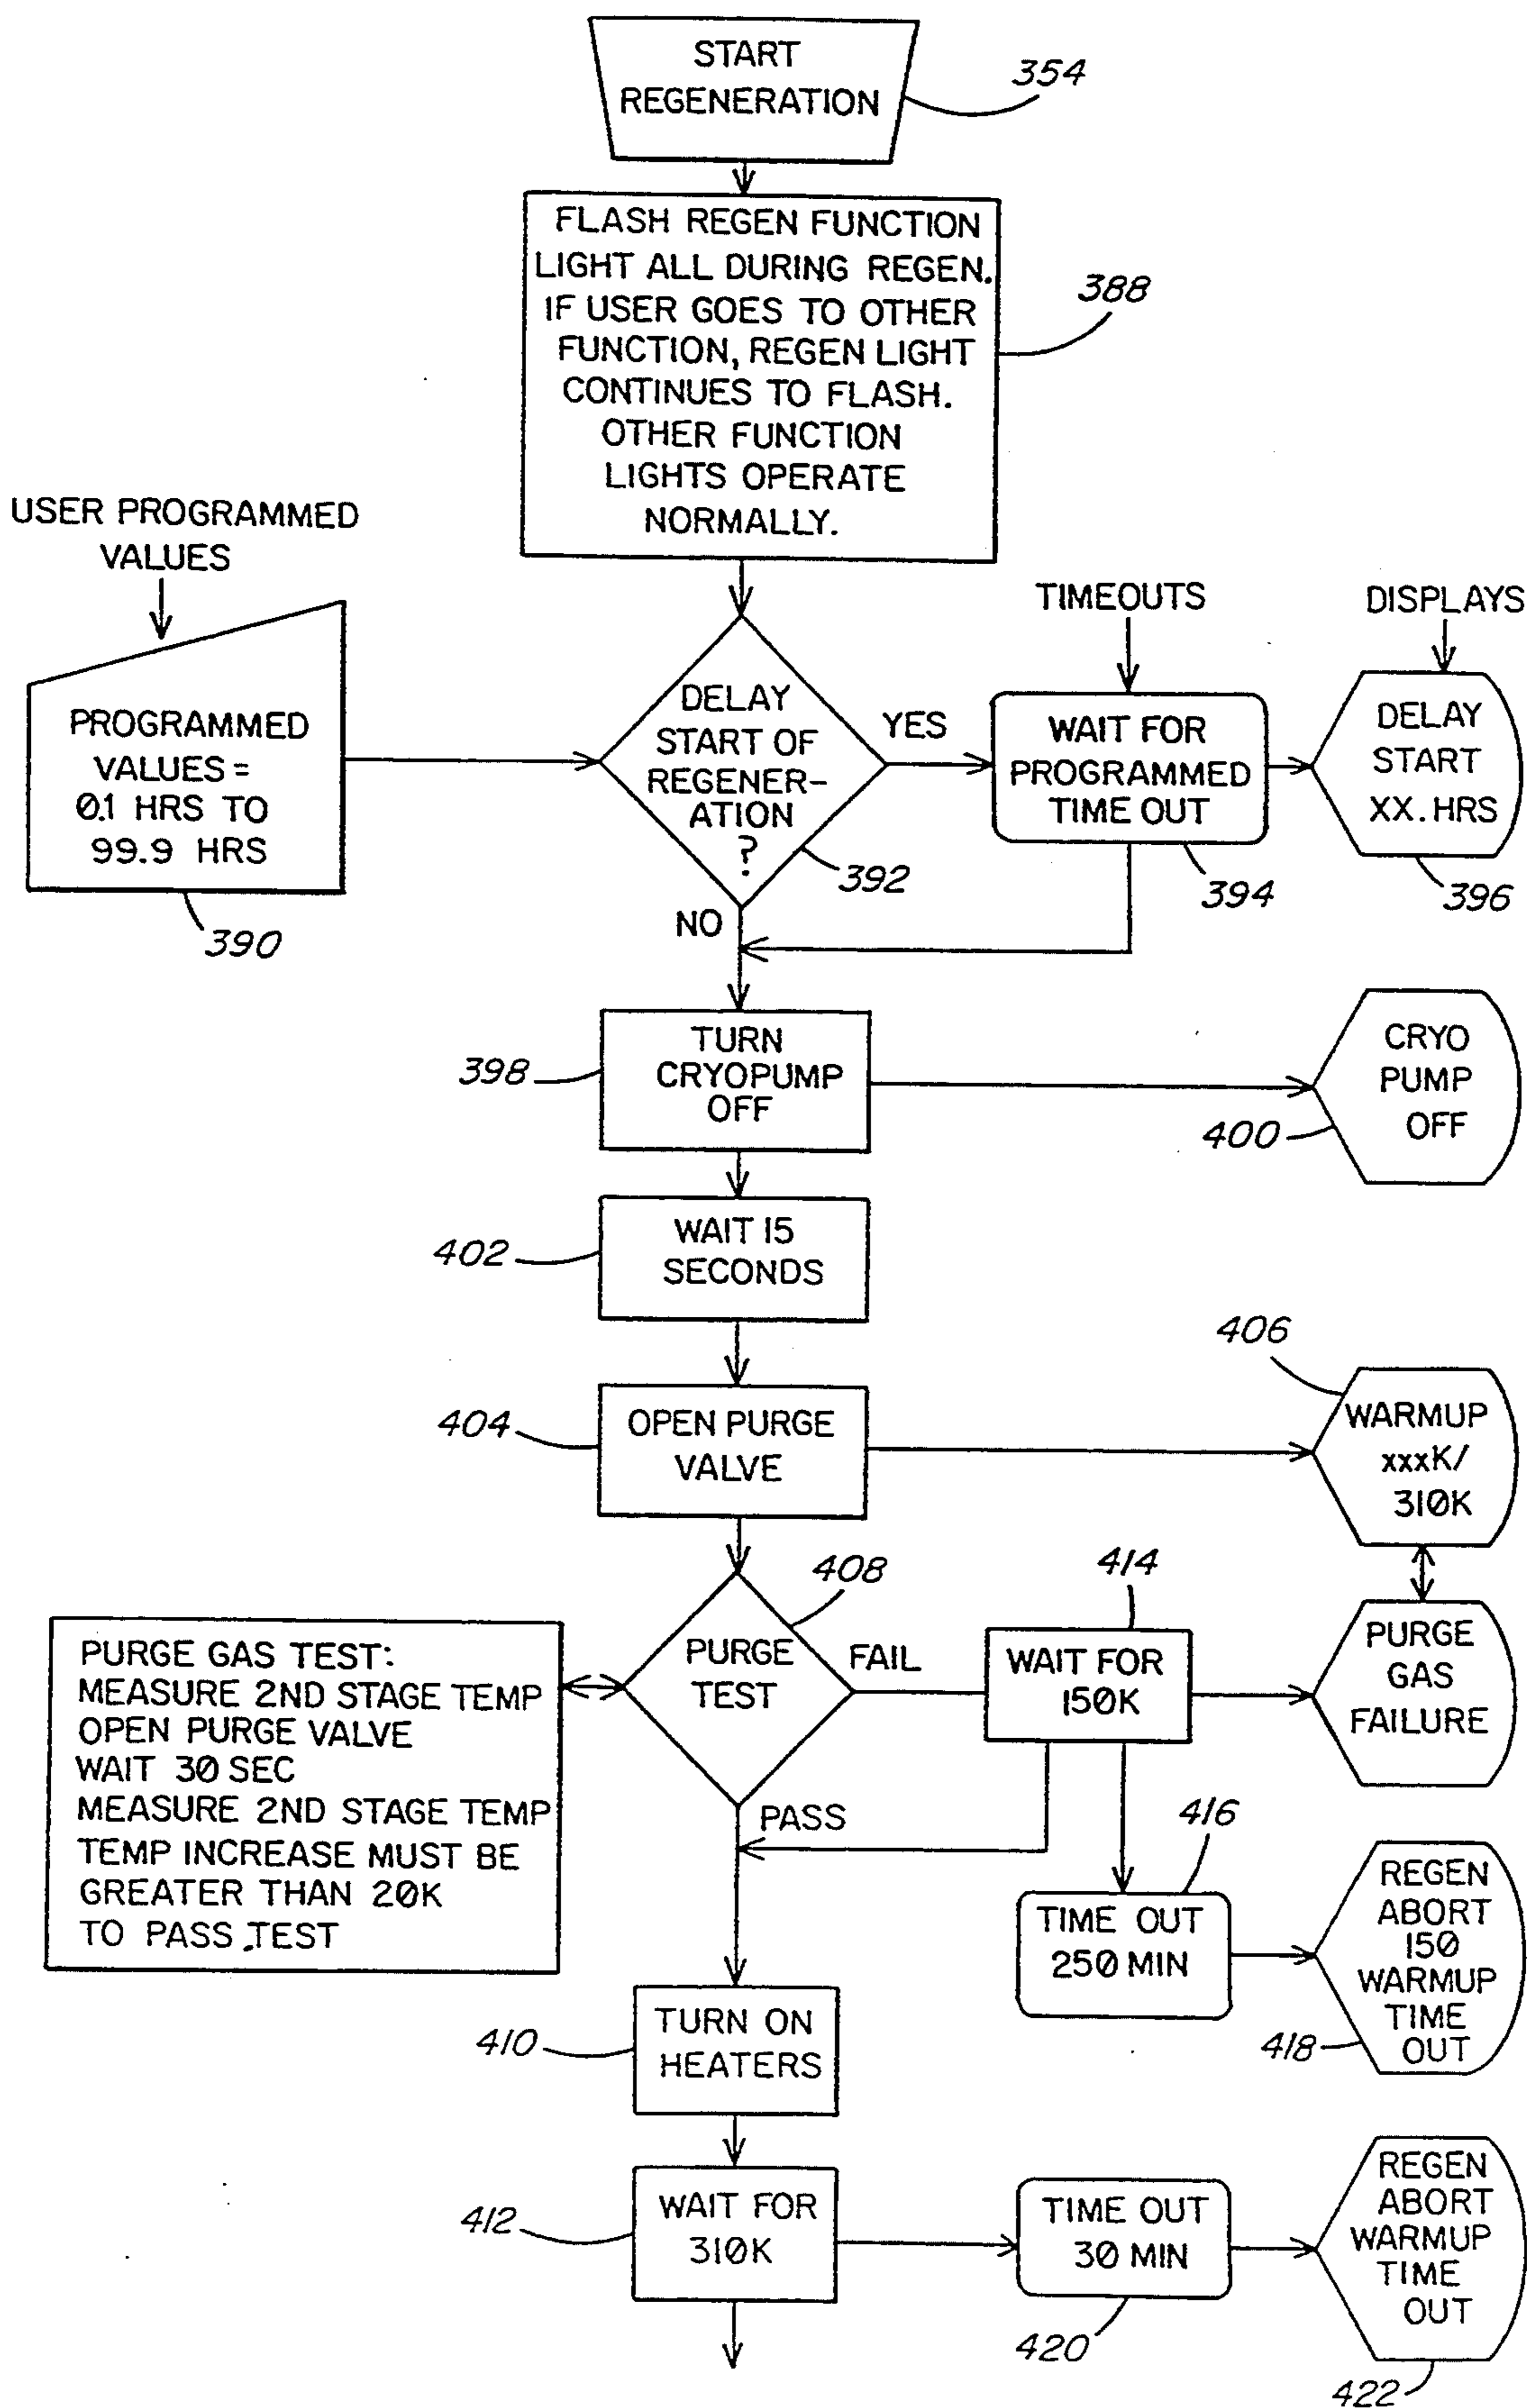 START
REGENERATION
354
FLASH REGEN FUNCTION
LIGHT ALL DURING REGEN.
IF USER GOES TO OTHER
FUNCTION, REGEN LIGHT
CONTINUES TO FLASH.
OTHER FUNCTION
LIGHTS OPERATE
NORMALLY.
388
USER PROGRAMMED
VALUES
PROGRAMMED
VALUES =
0.1 HRS TO
99.9 HRS
390
DELAY
START OF
REGENER-
ATION
?
392
YES
NO
TIMEOUTS
WAIT FOR
PROGRAMMED
TIME OUT
394
DISPLAYS
DELAY
START
XX. HRS
396
TURN
CRYOPUMP
OFF
398
CRYO
PUMP
OFF
400
WAIT 15
SECONDS
402
OPEN PURGE
VALVE
404
406
WARMUP
xxxK/
310K
PURGE GAS TEST:
MEASURE 2ND STAGE TEMP
OPEN PURGE VALVE
WAIT 30 SEC
MEASURE 2ND STAGE TEMP
TEMP INCREASE MUST BE
GREATER THAN 20K
TO PASS TEST
PURGE
TEST
408
FAIL
PASS
414
WAIT FOR
150K
PURGE
GAS
FAILURE
416
TIME OUT
250 MIN
REGEN
ABORT
150
WARMUP
TIME
OUT
418
TURN ON
HEATERS
410
WAIT FOR
310K
412
TIME OUT
30 MIN
420
REGEN
ABORT
WARMUP
TIME
OUT
422